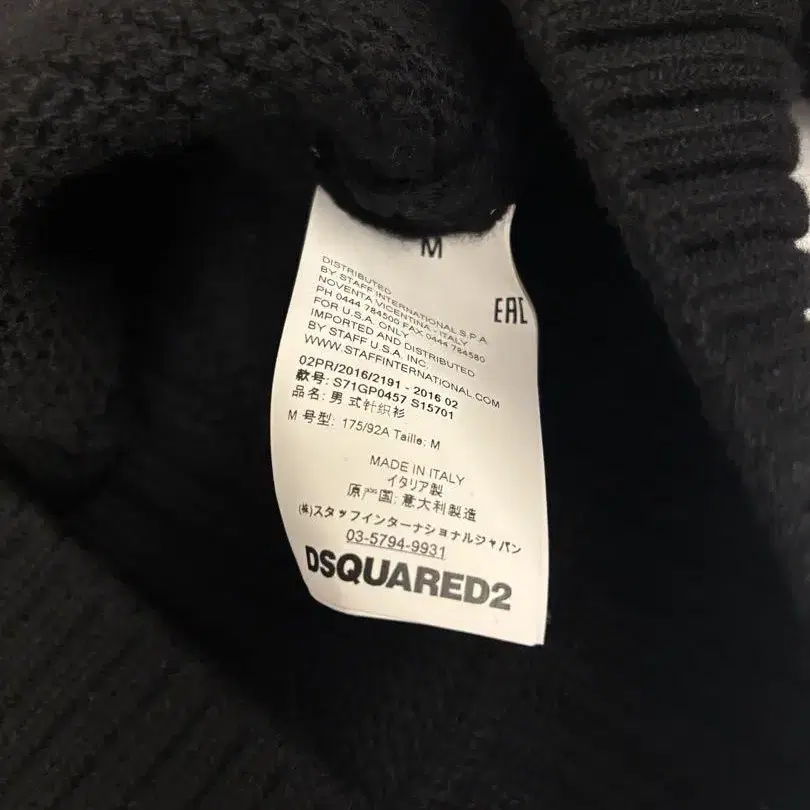 M
EAC
DISTRIBUTED
BY STAFF INTERNATIONAL S.P.A.
NOVENTA VICENTINA - ITALY
PH 0444 784500 FAX 0444 784580
FOR U.S.A. ONLY
IMPORTED AND DISTRIBUTED
BY STAFF U.S.A. INC.
WWW.STAFFINTERNATIONAL.COM
02PR/2016/2191 - 2016 02
款号: S71GP0457 S15701
品名: 男 式针织衫
M 号型: 175/92A Taille: M
MADE IN ITALY
イタリア製
原产国: 意大利製造
(株)スタッフインターナショナルジャパン
03-5794-9931
DSQUARED2